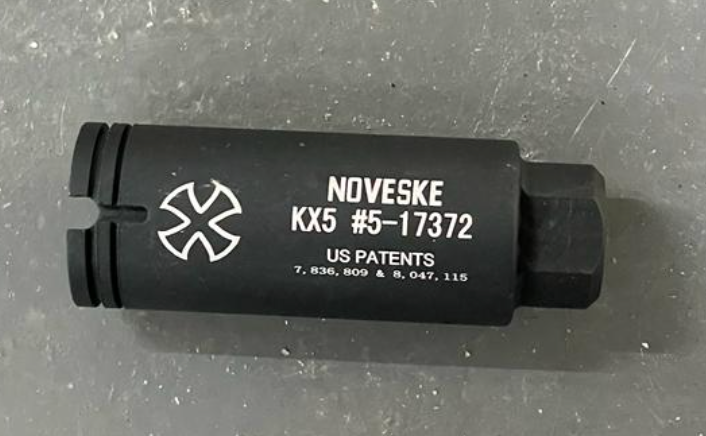 NOVESKE
KX5 #5-17372
US PATENTS
7,836,809 & 8,047,115